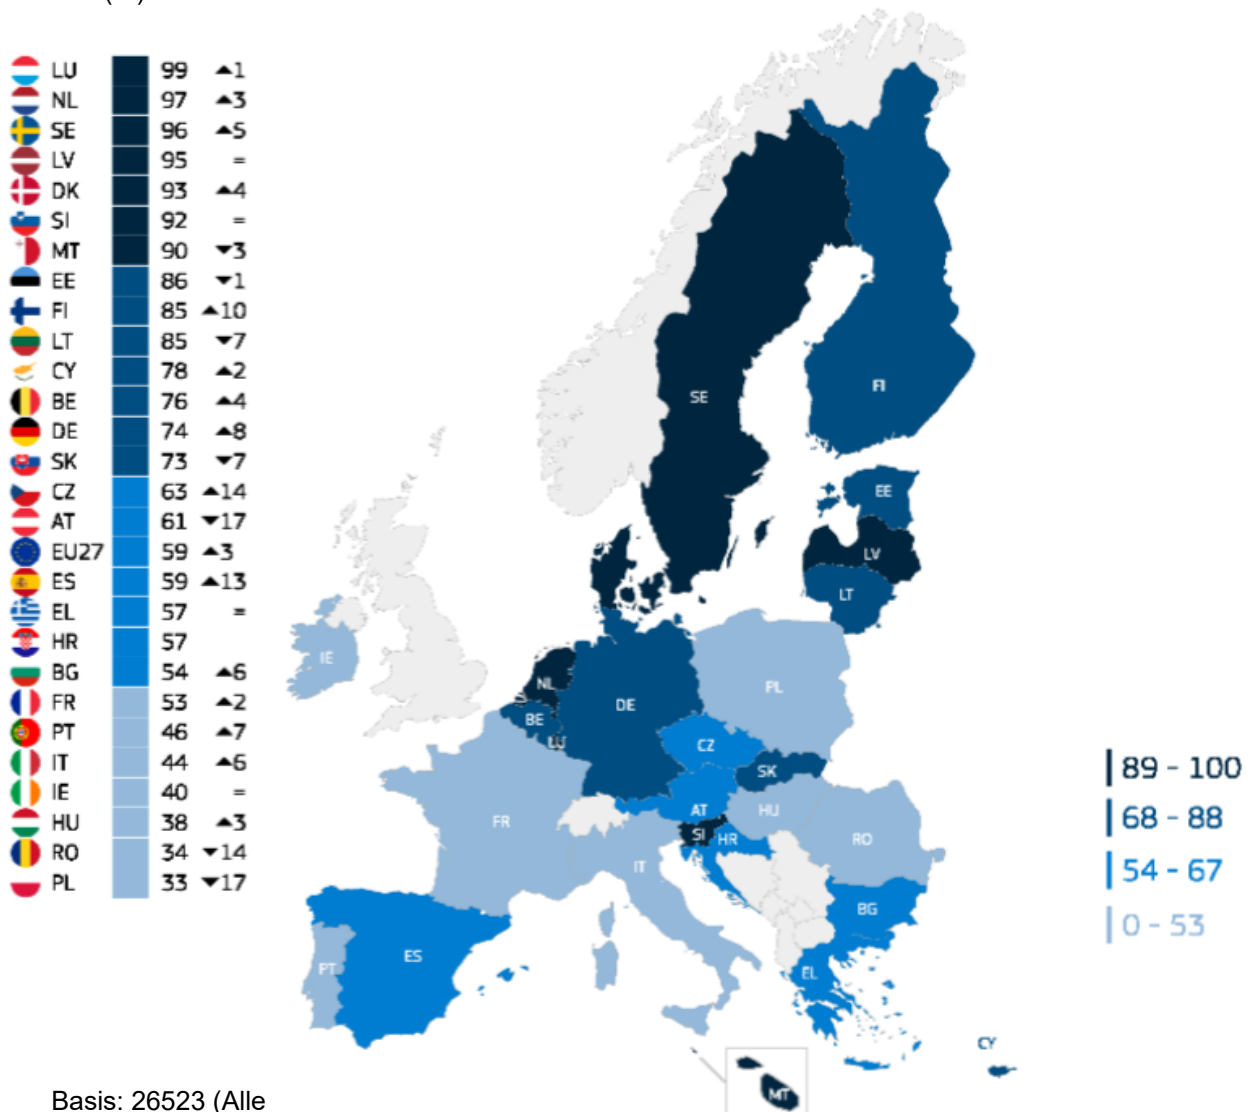 LU 99 ▲1
NL 97 ▲3
SE 96 ▲5
LV 95 =
DK 93 ▲4
SI 92 =
MT 90 ▼3
EE 86 ▼1
FI 85 ▲10
LT 85 ▼7
CY 78 ▲2
BE 76 ▲4
DE 74 ▲8
SK 73 ▼7
CZ 63 ▲14
AT 61 ▼17
EU27 59 ▲3
ES 59 ▲13
EL 57 =
HR 57
BG 54 ▲6
FR 53 ▲2
PT 46 ▲7
IT 44 ▲6
IE 40 =
HU 38 ▲3
RO 34 ▼14
PL 33 ▼17
SE
FI
EE
LV
LT
IE
NL
PL
DE
BE
LU
CZ
SK
AT
HU
FR
SI
HR
RO
IT
BG
ES
PT
EL
CY
MT
89 - 100
68 - 88
54 - 67
0 - 53
Basis: 26523 (Alle